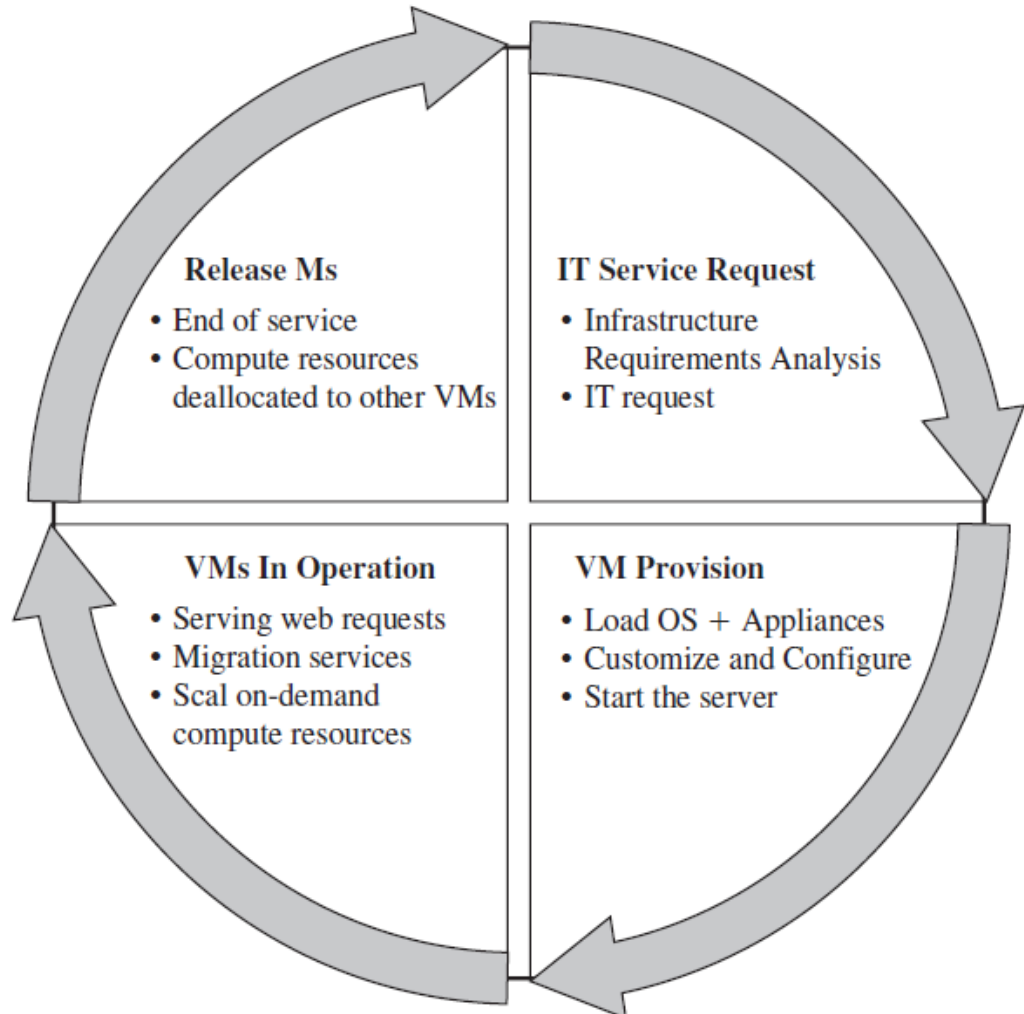 Release Ms
• End of service
• Compute resources
deallocated to other VMs
IT Service Request
• Infrastructure
Requirements Analysis
• IT request
VMs In Operation
• Serving web requests
• Migration services
• Scal on-demand
compute resources
VM Provision
• Load OS + Appliances
• Customize and Configure
• Start the server